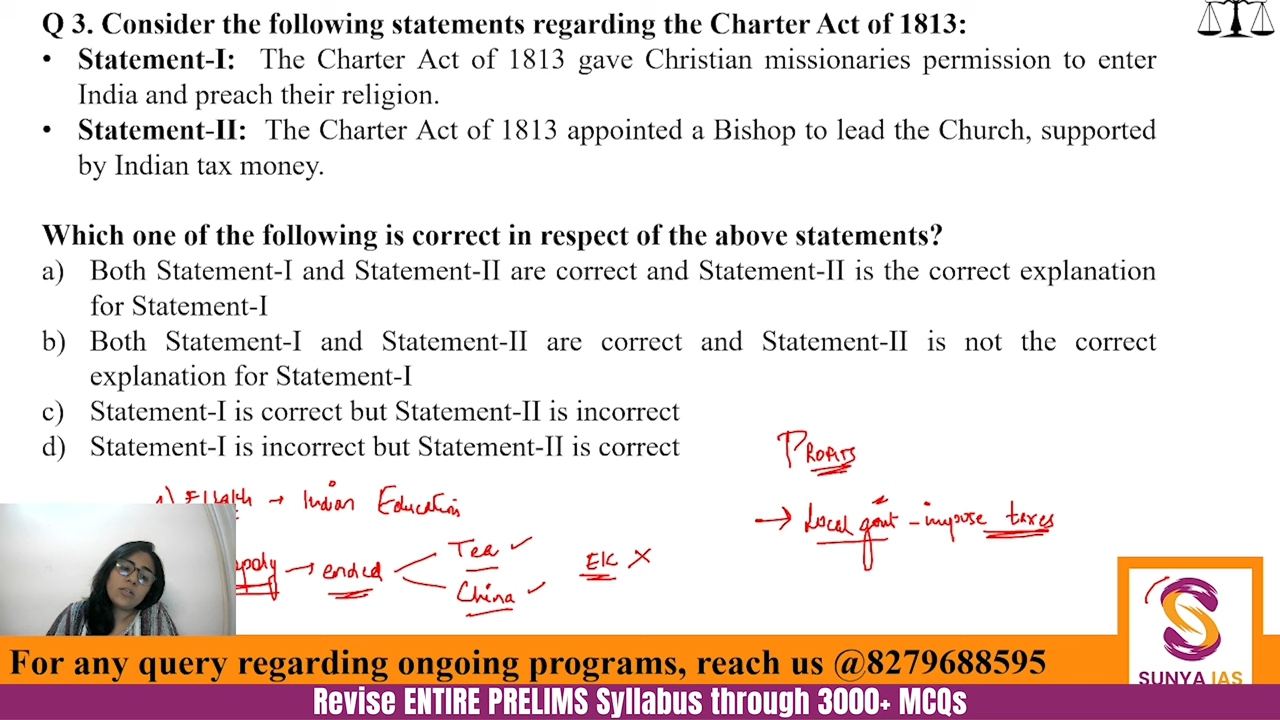 Q 3. Consider the following statements regarding the Charter Act of 1813:
• Statement-I: The Charter Act of 1813 gave Christian missionaries permission to enter
India and preach their religion.
• Statement-II: The Charter Act of 1813 appointed a Bishop to lead the Church, supported
by Indian tax money.
Which one of the following is correct in respect of the above statements?
a) Both Statement-I and Statement-II are correct and Statement-II is the correct explanation
for Statement-I
b) Both Statement-I and Statement-II are correct and Statement-II is not the correct
explanation for Statement-I
c) Statement-I is correct but Statement-II is incorrect
d) Statement-I is incorrect but Statement-II is correct
PROFITS
→ Indian Education
→ Local govt - impose taxes
→ ended
Tea ✓
China ✓
EIC X
For any query regarding ongoing programs, reach us @8279688595
SUNYA IAS
Revise ENTIRE PRELIMS Syllabus through 3000+ MCQs